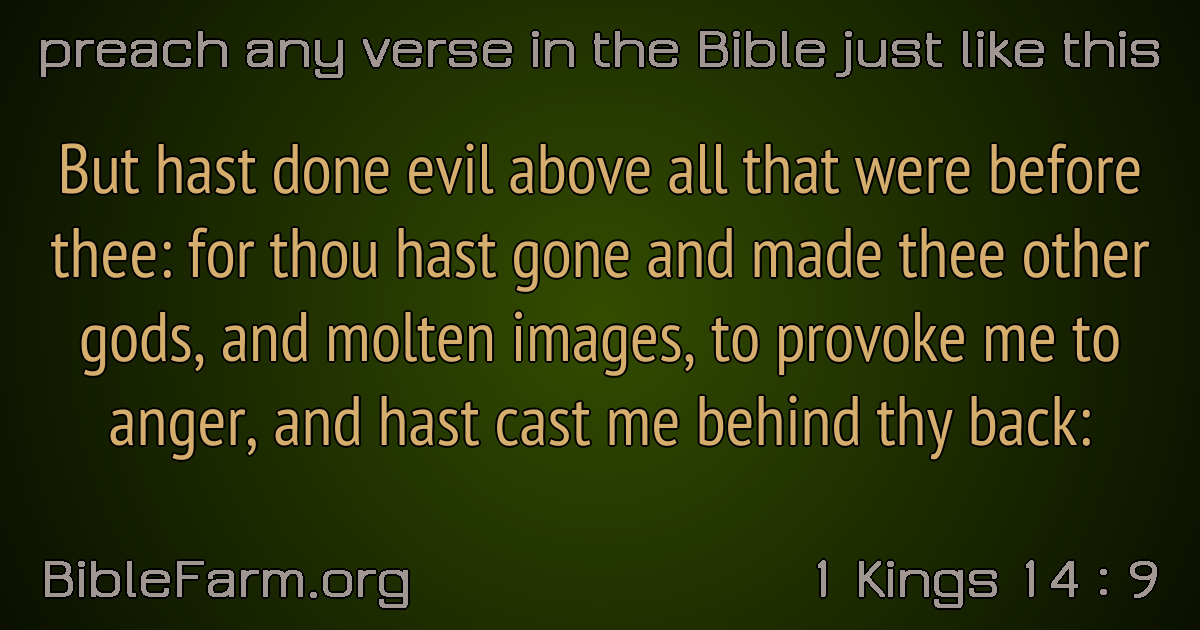 preach any verse in the Bible just like this
But hast done evil above all that were before
thee: for thou hast gone and made thee other
gods, and molten images, to provoke me to
anger, and hast cast me behind thy back:
BibleFarm.org
1 Kings 14 : 9